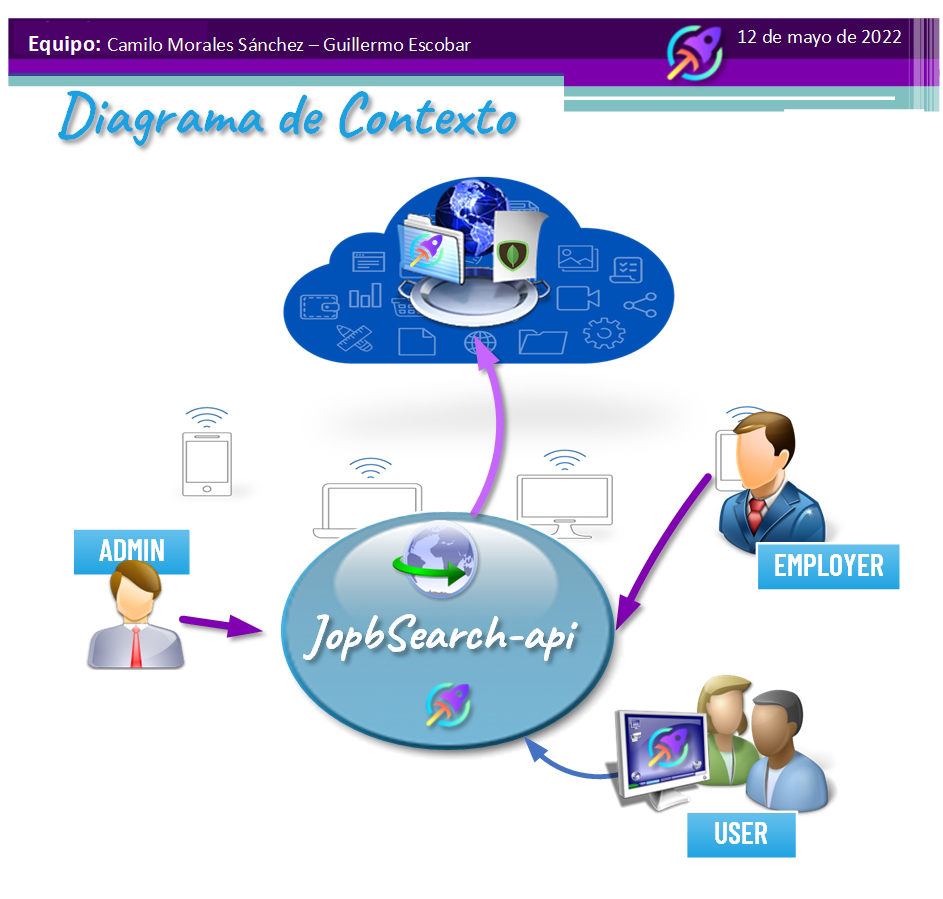 Equipo: Camilo Morales Sánchez – Guillermo Escobar
12 de mayo de 2022
Diagrama de Contexto
ADMIN
EMPLOYER
JopbSearch-api
USER